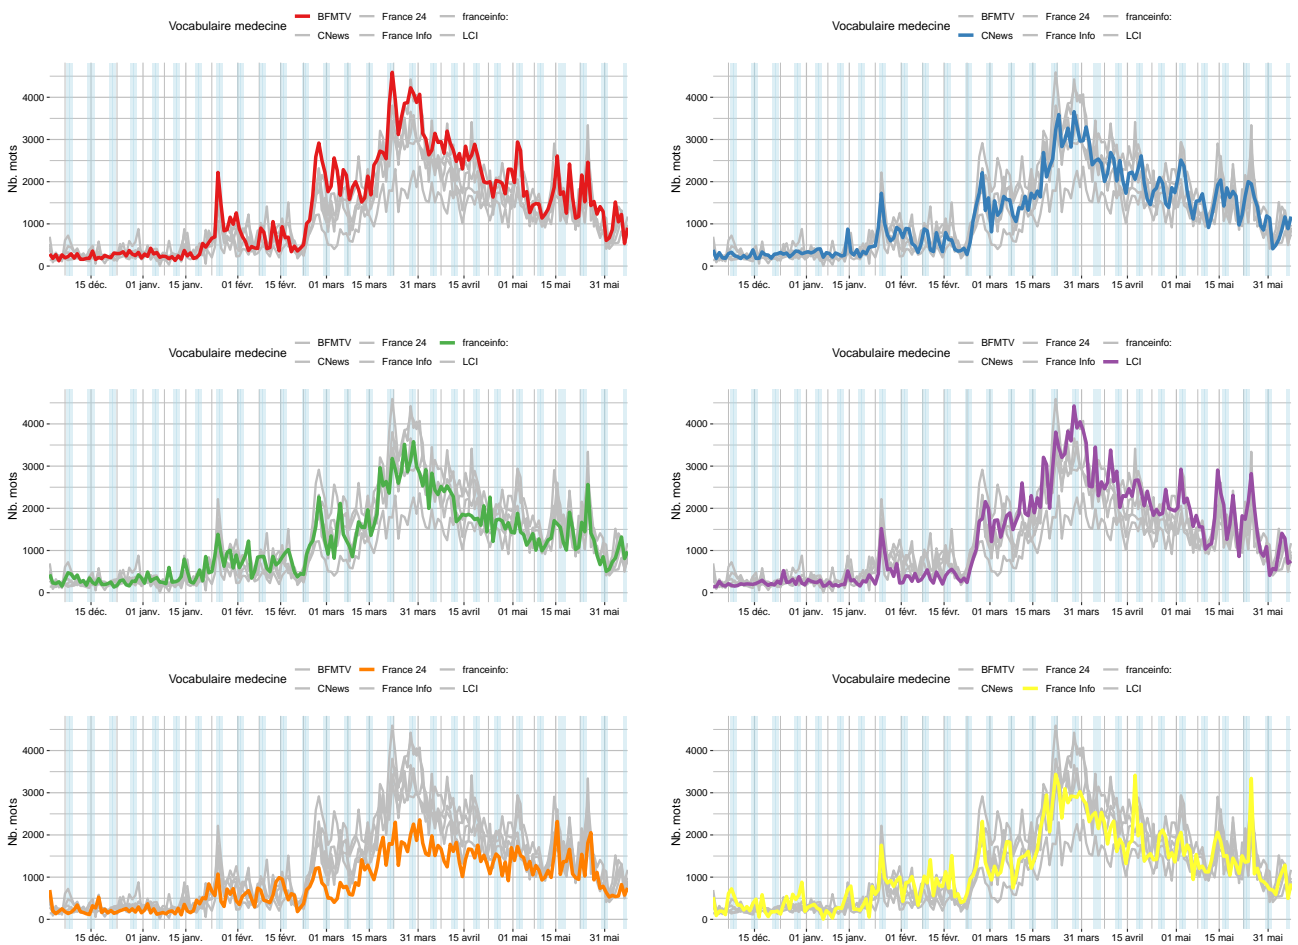 Vocabulaire medecine BFMTV France 24 franceinfo:
CNews France Info LCI
Nb. mots
4000
3000
2000
1000
0
15 déc. 01 janv. 15 janv. 01 févr. 15 févr. 01 mars 15 mars 31 mars 15 avril 01 mai 15 mai 31 mai
Vocabulaire medecine BFMTV France 24 franceinfo:
CNews France Info LCI
Nb. mots
4000
3000
2000
1000
0
15 déc. 01 janv. 15 janv. 01 févr. 15 févr. 01 mars 15 mars 31 mars 15 avril 01 mai 15 mai 31 mai
Vocabulaire medecine BFMTV France 24 franceinfo:
CNews France Info LCI
Nb. mots
4000
3000
2000
1000
0
15 déc. 01 janv. 15 janv. 01 févr. 15 févr. 01 mars 15 mars 31 mars 15 avril 01 mai 15 mai 31 mai
Vocabulaire medecine BFMTV France 24 franceinfo:
CNews France Info LCI
Nb. mots
4000
3000
2000
1000
0
15 déc. 01 janv. 15 janv. 01 févr. 15 févr. 01 mars 15 mars 31 mars 15 avril 01 mai 15 mai 31 mai
Vocabulaire medecine BFMTV France 24 franceinfo:
CNews France Info LCI
Nb. mots
4000
3000
2000
1000
0
15 déc. 01 janv. 15 janv. 01 févr. 15 févr. 01 mars 15 mars 31 mars 15 avril 01 mai 15 mai 31 mai
Vocabulaire medecine BFMTV France 24 franceinfo:
CNews France Info LCI
Nb. mots
4000
3000
2000
1000
0
15 déc. 01 janv. 15 janv. 01 févr. 15 févr. 01 mars 15 mars 31 mars 15 avril 01 mai 15 mai 31 mai